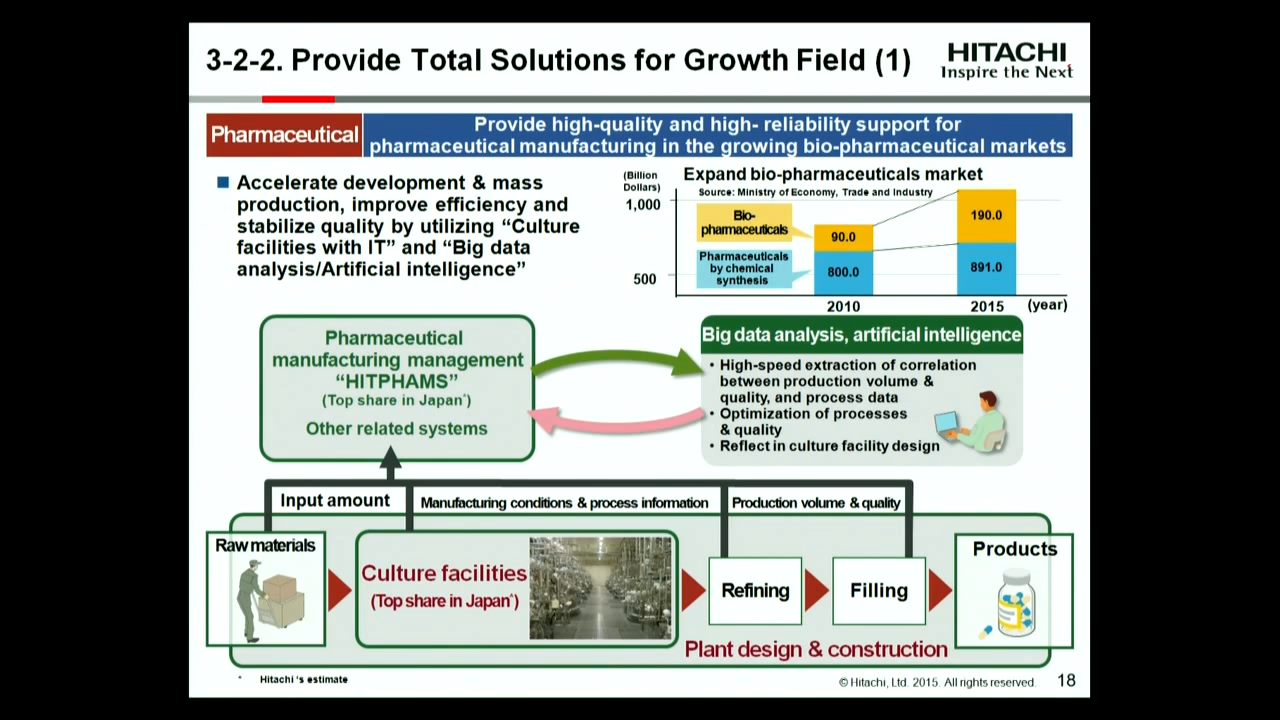 3-2-2. Provide Total Solutions for Growth Field (1)
HITACHI
Inspire the Next
Pharmaceutical
Provide high-quality and high- reliability support for
pharmaceutical manufacturing in the growing bio-pharmaceutical markets
Accelerate development & mass
production, improve efficiency and
stabilize quality by utilizing “Culture
facilities with IT” and “Big data
analysis/Artificial intelligence”
(Billion
Dollars)
Expand bio-pharmaceuticals market
Source: Ministry of Economy, Trade and Industry
1,000
500
Bio-
pharmaceuticals
Pharmaceuticals
by chemical
synthesis
90.0
800.0
190.0
891.0
2010
2015
(year)
Pharmaceutical
manufacturing management
“HITPHAMS”
(Top share in Japan*)
Other related systems
Big data analysis, artificial intelligence
• High-speed extraction of correlation
between production volume &
quality, and process data
• Optimization of processes
& quality
• Reflect in culture facility design
Input amount
Manufacturing conditions & process information
Production volume & quality
Raw materials
Culture facilities
(Top share in Japan*)
Refining
Filling
Products
Plant design & construction
* Hitachi ‘s estimate
© Hitachi, Ltd. 2015. All rights reserved.
18